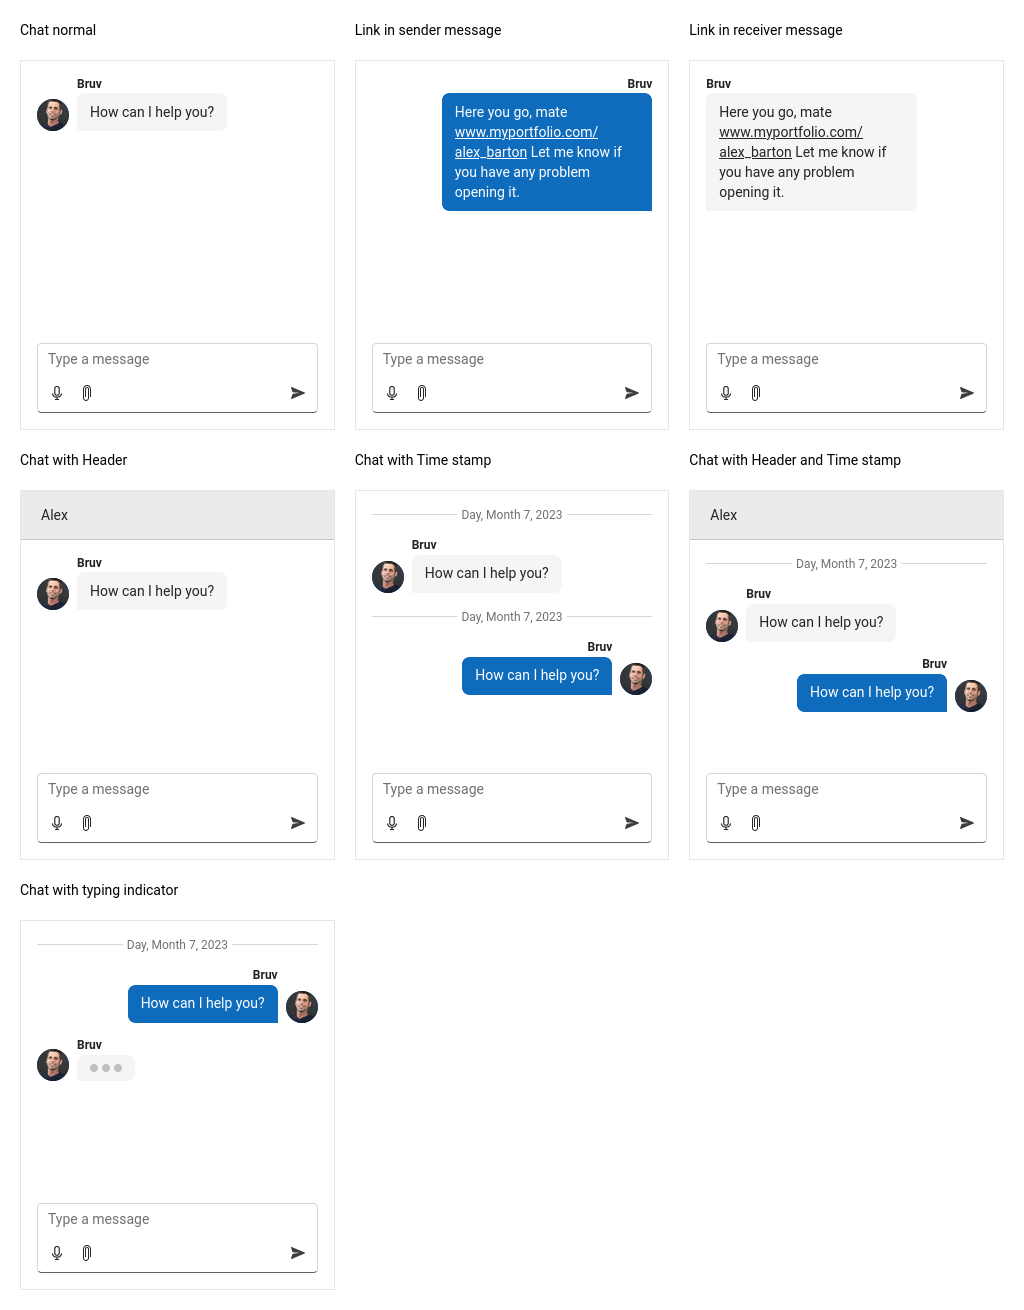 Chat normal
Bruv
How can I help you?
Type a message
Link in sender message
Bruv
Here you go, mate
www.myportfolio.com/
alex_barton Let me know if
you have any problem
opening it.
Type a message
Link in receiver message
Bruv
Here you go, mate
www.myportfolio.com/
alex_barton Let me know if
you have any problem
opening it.
Type a message
Chat with Header
Alex
Bruv
How can I help you?
Type a message
Chat with Time stamp
Day, Month 7, 2023
Bruv
How can I help you?
Day, Month 7, 2023
Bruv
How can I help you?
Type a message
Chat with Header and Time stamp
Alex
Day, Month 7, 2023
Bruv
How can I help you?
Bruv
How can I help you?
Type a message
Chat with typing indicator
Day, Month 7, 2023
Bruv
How can I help you?
Bruv
Type a message